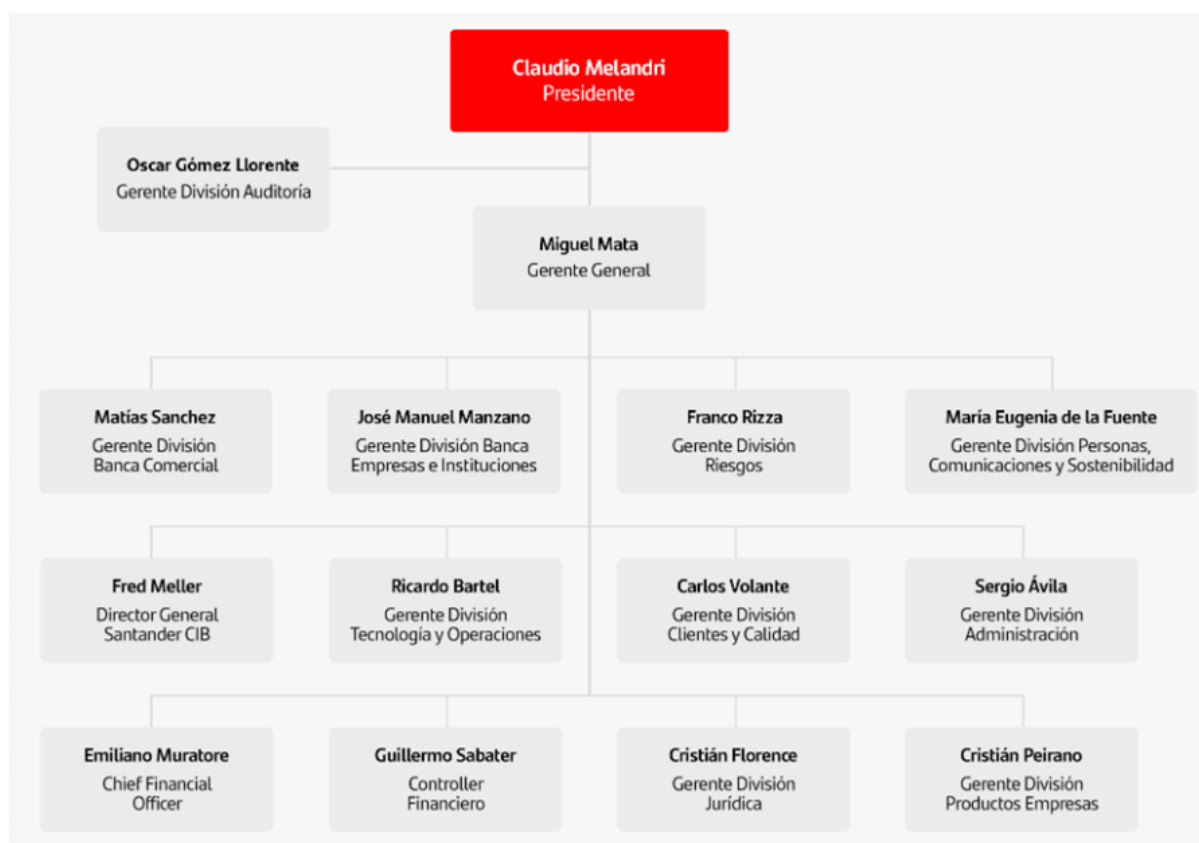 Claudio Melandri
Presidente
Oscar Gómez Llorente
Gerente División Auditoría
Miguel Mata
Gerente General
Matías Sanchez
Gerente División
Banca Comercial
José Manuel Manzano
Gerente División Banca
Empresas e Instituciones
Franco Rizza
Gerente División
Riesgos
María Eugenia de la Fuente
Gerente División Personas,
Comunicaciones y Sostenibilidad
Fred Meller
Director General
Santander CIB
Ricardo Bartel
Gerente División
Tecnología y Operaciones
Carlos Volante
Gerente División
Clientes y Calidad
Sergio Ávila
Gerente División
Administración
Emiliano Muratore
Chief Financial
Officer
Guillermo Sabater
Controller
Financiero
Cristián Florence
Gerente División
Jurídica
Cristián Peirano
Gerente División
Productos Empresas